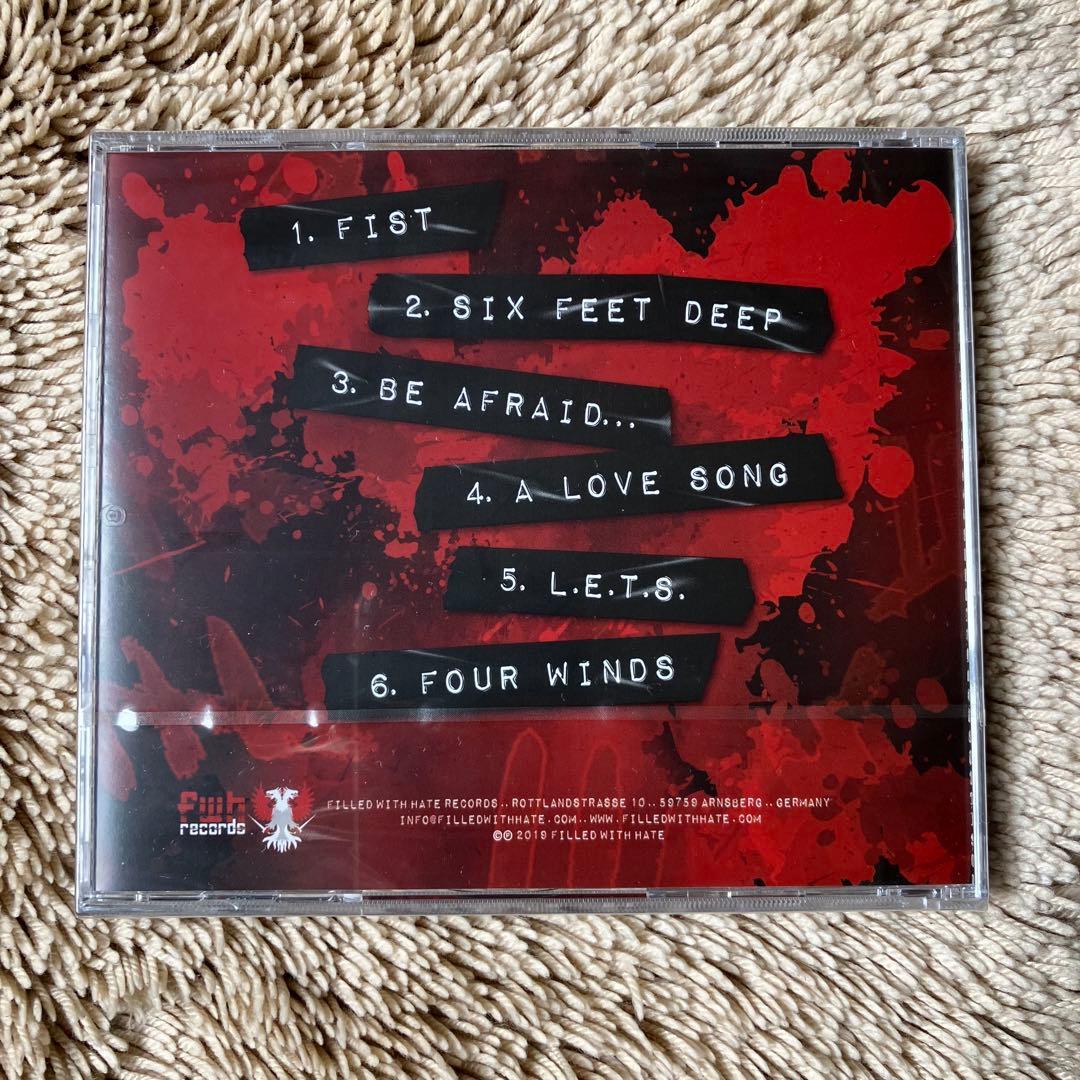 1. FIST
2. SIX FEET DEEP
3. BE AFRAID...
4. A LOVE SONG
5. L.E.T.S.
6. FOUR WINDS
fwh
records
FILLED WITH HATE RECORDS .. ROTTLANDSTRASSE 10 .. 59759 ARNSBERG .. GERMANY
INFO@FILLEDWITHHATE.COM .. WWW.FILLEDWITHHATE.COM
©℗ 2019 FILLED WITH HATE